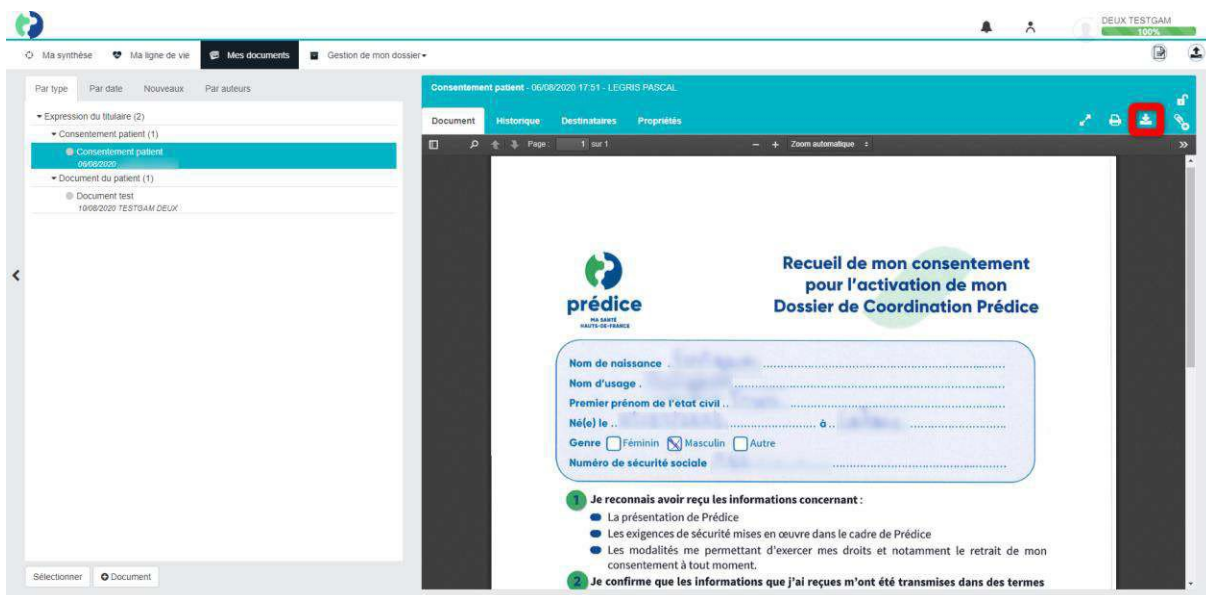 DEUX TESTGAM
100%
Ma synthèse Ma ligne de vie Mes documents Gestion de mon dossier
Par type Par date Nouveaux Par auteurs
Expression du titulaire (2)
Consentement patient (1)
Consentement patient
06/08/2020
Document du patient (1)
Document test
10/08/2020 TESTGAM DEUX
Sélectionner Document
Consentement patient - 06/08/2020 17:51 - LEGRIS PASCAL
Document Historique Destinataires Propriétés
Page : 1 sur 1 Zoom automatique
prédice
MA SANTÉ
HAUTS-DE-FRANCE
Recueil de mon consentement
pour l'activation de mon
Dossier de Coordination Prédice
Nom de naissance
Nom d'usage
Premier prénom de l'état civil
Né(e) le à
Genre Féminin Masculin Autre
Numéro de sécurité sociale
1 Je reconnais avoir reçu les informations concernant :
La présentation de Prédice
Les exigences de sécurité mises en œuvre dans le cadre de Prédice
Les modalités me permettant d'exercer mes droits et notamment le retrait de mon
consentement à tout moment.
2 Je confirme que les informations que j'ai reçues m'ont été transmises dans des termes